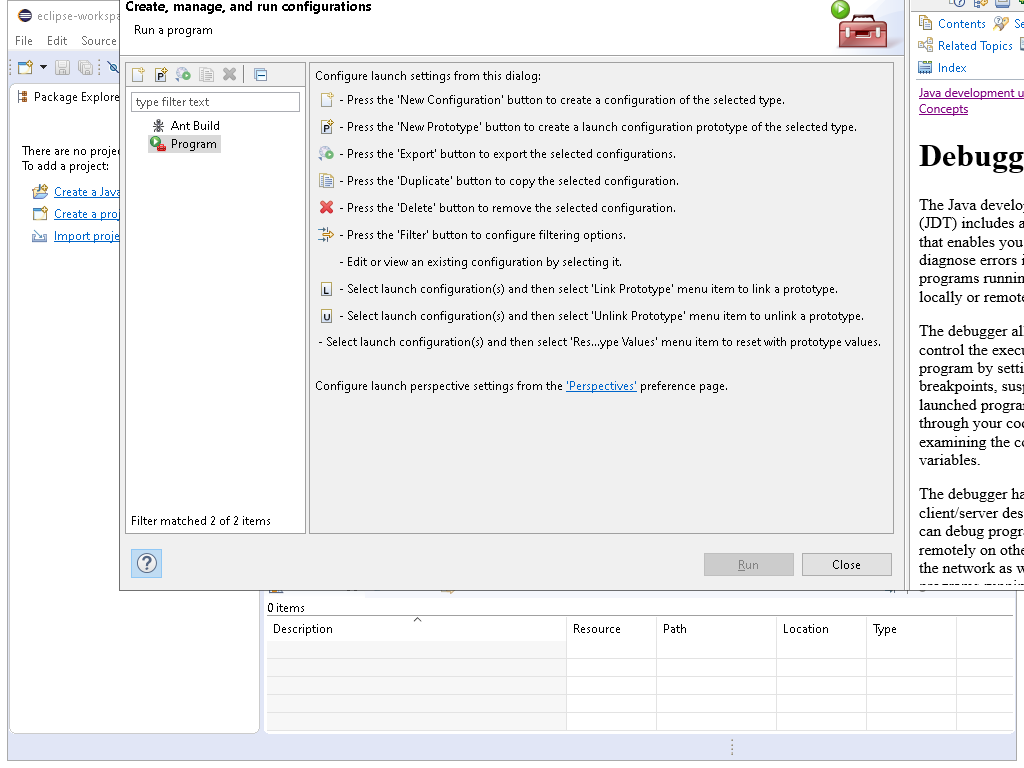 eclipse-workspa
File Edit Source
Package Explore
There are no proje
To add a project:
Create a Java
Create a proj
Import proje
Create, manage, and run configurations
Run a program
type filter text
Ant Build
Program
Filter matched 2 of 2 items
Configure launch settings from this dialog:
- Press the 'New Configuration' button to create a configuration of the selected type.
- Press the 'New Prototype' button to create a launch configuration prototype of the selected type.
- Press the 'Export' button to export the selected configurations.
- Press the 'Duplicate' button to copy the selected configuration.
- Press the 'Delete' button to remove the selected configuration.
- Press the 'Filter' button to configure filtering options.
- Edit or view an existing configuration by selecting it.
L - Select launch configuration(s) and then select 'Link Prototype' menu item to link a prototype.
U - Select launch configuration(s) and then select 'Unlink Prototype' menu item to unlink a prototype.
- Select launch configuration(s) and then select 'Res...ype Values' menu item to reset with prototype values.
Configure launch perspective settings from the 'Perspectives' preference page.
Run Close
Contents Se
Related Topics
Index
Java development u
Concepts
Debugg
The Java develop
(JDT) includes a
that enables you
diagnose errors i
programs runnin
locally or remote
The debugger all
control the execu
program by setti
breakpoints, susp
launched program
through your cod
examining the co
variables.
The debugger ha
client/server des
can debug progra
remotely on othe
the network as w
0 items
Description Resource Path Location Type